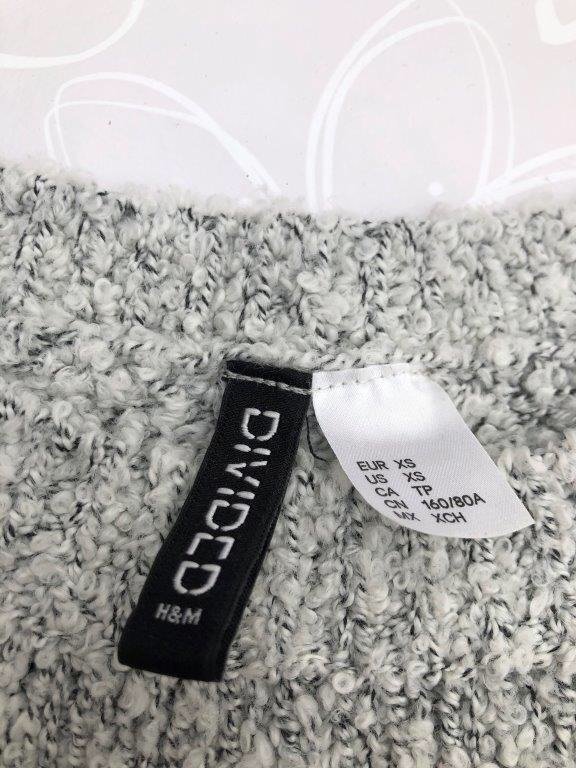 DIVIDED
H&M
EUR XS
US XS
CA TP
CN 160/80A
MX XCH